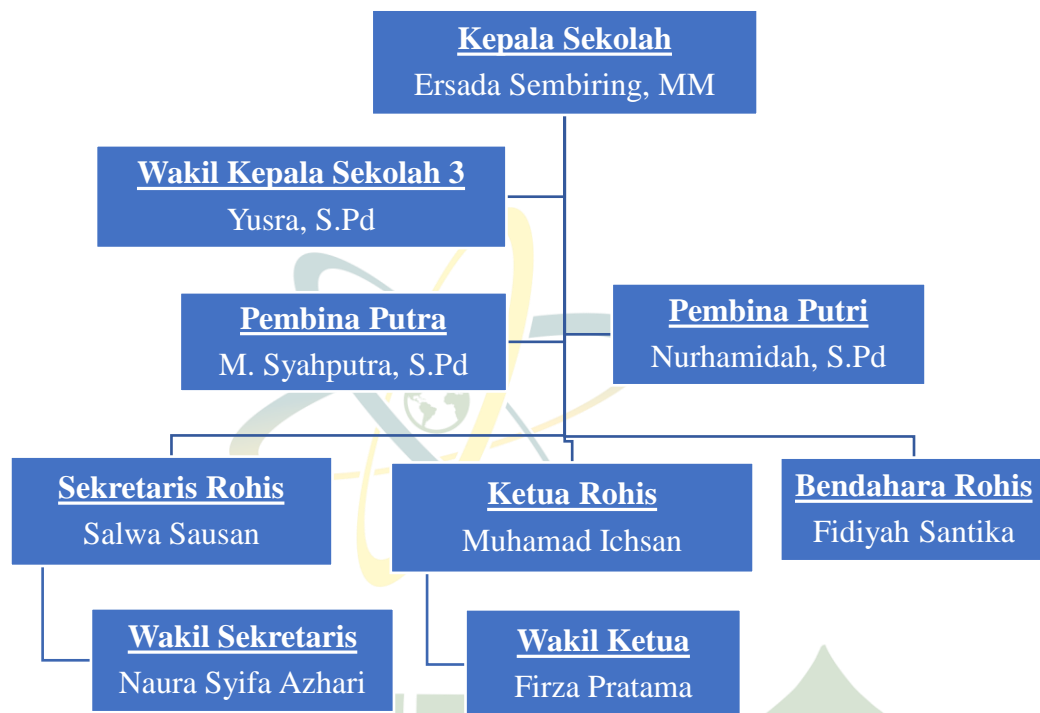 Kepala Sekolah
Ersada Sembiring, MM
Wakil Kepala Sekolah 3
Yusra, S.Pd
Pembina Putra
M. Syahputra, S.Pd
Pembina Putri
Nurhamidah, S.Pd
Sekretaris Rohis
Salwa Sausan
Ketua Rohis
Muhamad Ichsan
Bendahara Rohis
Fidiyah Santika
Wakil Sekretaris
Naura Syifa Azhari
Wakil Ketua
Firza Pratama